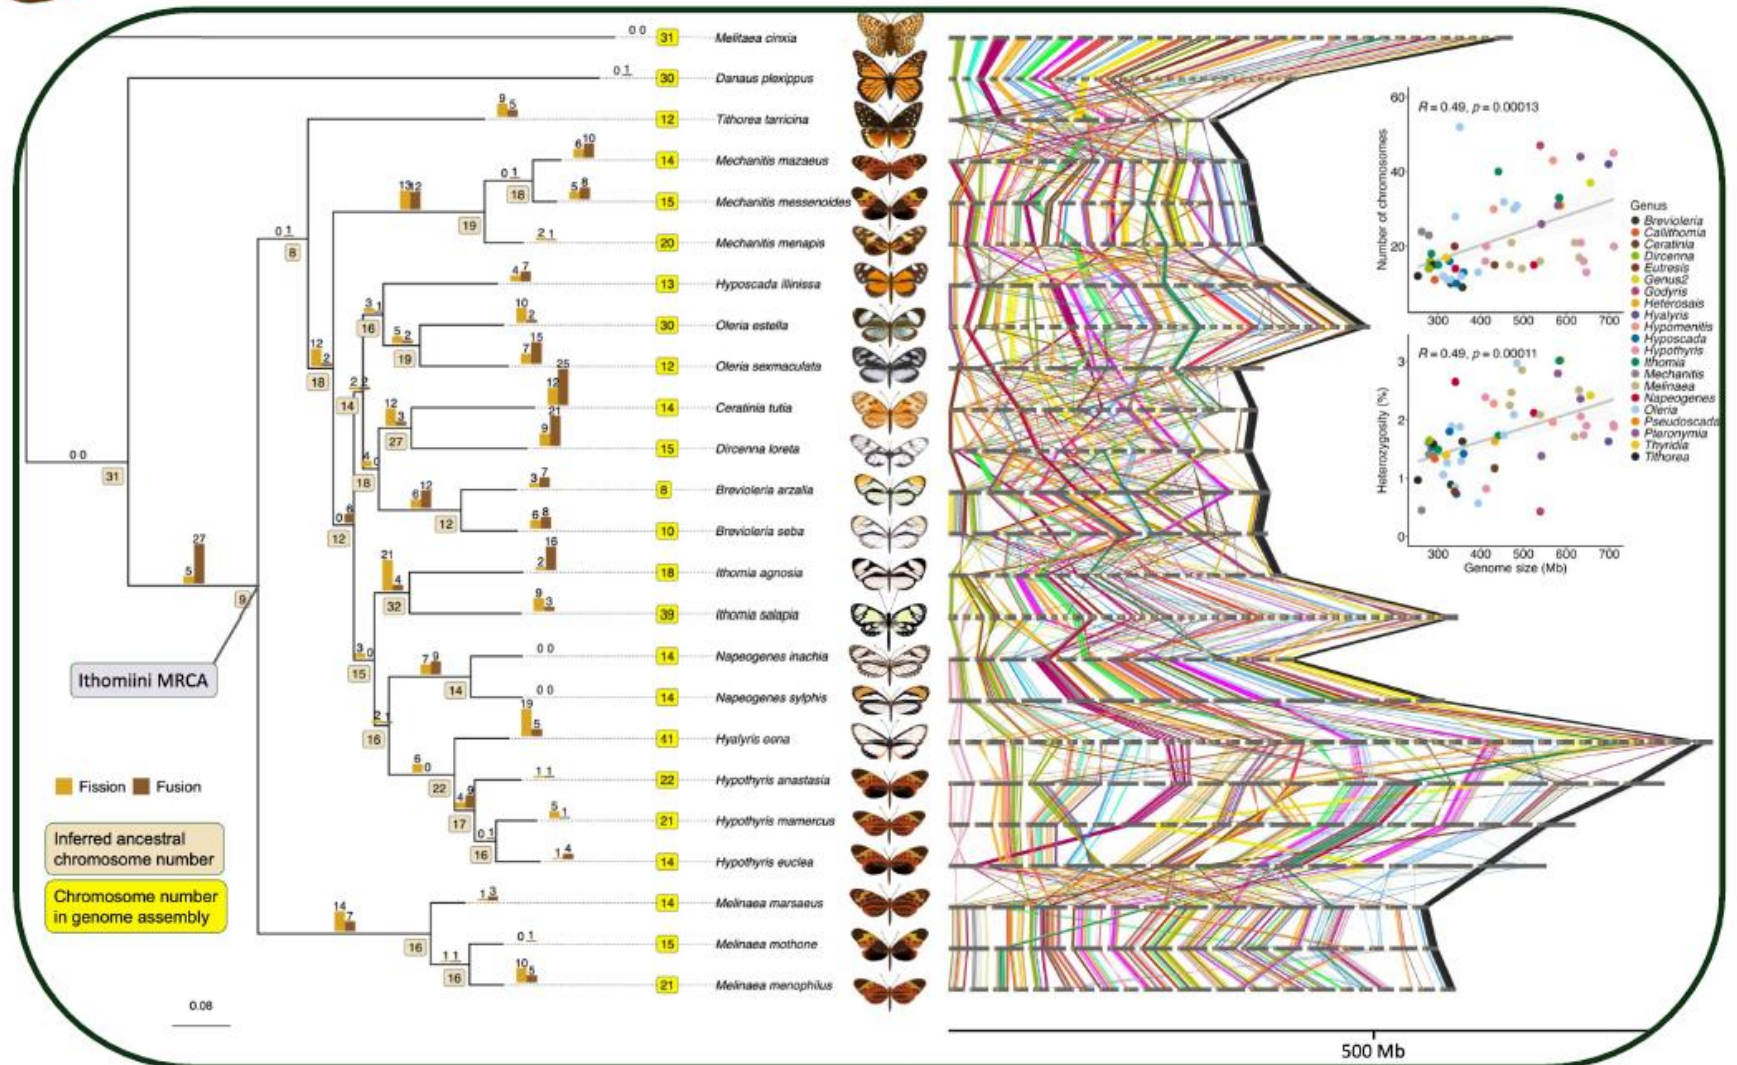 0 0
31
Melitaea cinxia
0 1
30
Danaus plexippus
9 5
12
Tithorea tarricina
6 10
14
Mechanitis mazaeus
0 1
18
5 8
15
Mechanitis messenoides
13 12
19
2 1
20
Mechanitis menapis
0 1
8
4 7
13
Hyposcada illinissa
3 1
16
10 2
30
Oleria estella
5 2
19
7 15
12
Oleria sexmaculata
12 2
18
2 2
14
12 25
14
Ceratinia tutia
12 3
27
9 21
15
Dircenna loreta
0 0
31
4 0
18
3 7
8
Brevioleria arzalia
6 12
12
6 8
10
Brevioleria seba
0 6
12
5 27
9
21 4
32
2 16
18
Ithomia agnosia
9 3
39
Ithomia salapia
3 0
15
0 0
14
Napeogenes inachia
7 9
14
0 0
14
Napeogenes sylphis
Ithomiini MRCA
2 1
16
19 5
41
Hyalyris oena
6 0
22
1 1
22
Hypothyris anastasia
4 9
17
5 1
21
Hypothyris mamercus
0 1
16
1 4
14
Hypothyris euclea
Fission Fusion
Inferred ancestral
chromosome number
Chromosome number
in genome assembly
14 7
16
1 3
14
Melinaea marsaeus
0 1
15
Melinaea mothone
1 1
16
10 5
21
Melinaea menophilus
0.06
500 Mb
R = 0.49, p = 0.00013
Number of chromosomes
60
40
20
300 400 500 600 700
R = 0.49, p = 0.00011
Heterozygosity (%)
3
2
1
0
300 400 500 600 700
Genome size (Mb)
Genus
Brevioleria
Callithomia
Ceratinia
Dircenna
Eutresis
Genus2
Godyris
Heterosais
Hyalyris
Hypomenitis
Hyposcada
Hypothyris
Ithomia
Mechanitis
Melinaea
Napeogenes
Oleria
Pseudoscada
Pteronymia
Thyridia
Tithorea